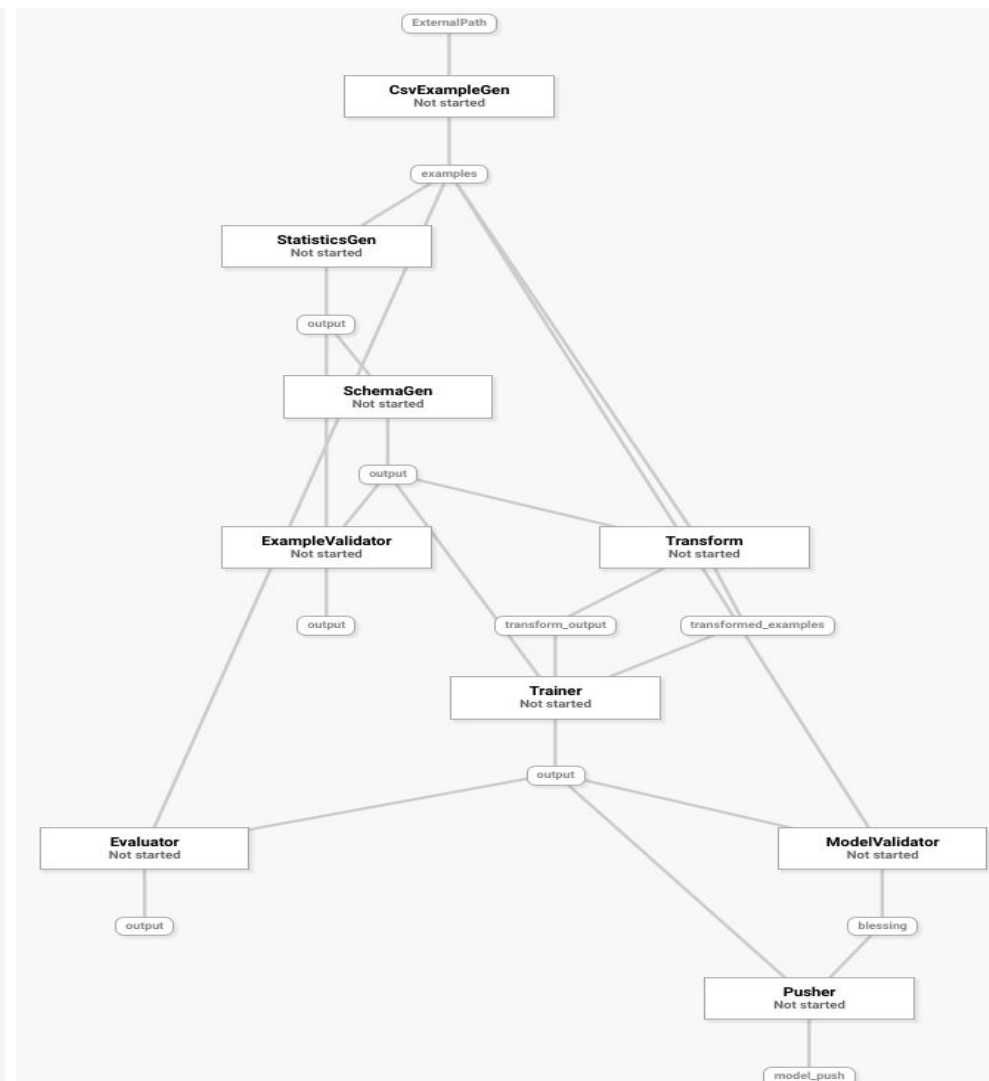 ExternalPath
CsvExampleGen
Not started
examples
StatisticsGen
Not started
output
SchemaGen
Not started
output
ExampleValidator
Not started
Transform
Not started
output
transform_output
transformed_examples
Trainer
Not started
output
Evaluator
Not started
ModelValidator
Not started
output
blessing
Pusher
Not started
model_push